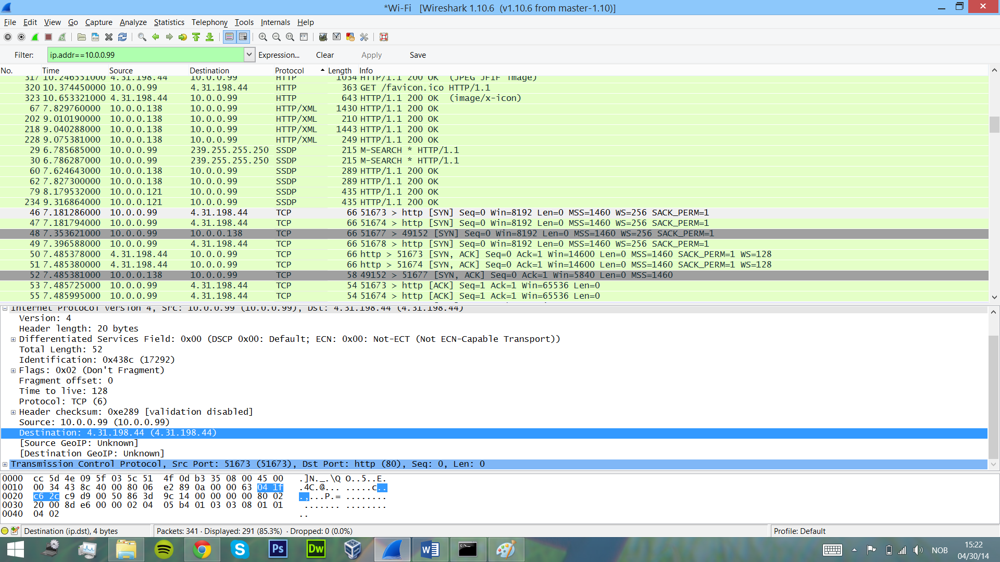 *Wi-Fi [Wireshark 1.10.6 (v1.10.6 from master-1.10)]
File Edit View Go Capture Analyze Statistics Telephony Tools Internals Help
Filter: ip.addr==10.0.0.99 Expression... Clear Apply Save
No. Time Source Destination Protocol Length Info
317 10.246551000 4.31.198.44 10.0.0.99 HTTP 1034 HTTP/1.1 200 OK (JPEG JFIF image)
320 10.374450000 10.0.0.99 4.31.198.44 HTTP 363 GET /favicon.ico HTTP/1.1
323 10.653321000 4.31.198.44 10.0.0.99 HTTP 643 HTTP/1.1 200 OK (image/x-icon)
67 7.829760000 10.0.0.138 10.0.0.99 HTTP/XML 1430 HTTP/1.1 200 OK
202 9.010190000 10.0.0.138 10.0.0.99 HTTP/XML 210 HTTP/1.1 200 OK
218 9.040288000 10.0.0.138 10.0.0.99 HTTP/XML 1443 HTTP/1.1 200 OK
228 9.075381000 10.0.0.138 10.0.0.99 HTTP/XML 249 HTTP/1.1 200 OK
29 6.785685000 10.0.0.99 239.255.255.250 SSDP 215 M-SEARCH * HTTP/1.1
30 6.786287000 10.0.0.99 239.255.255.250 SSDP 215 M-SEARCH * HTTP/1.1
60 7.624643000 10.0.0.138 10.0.0.99 SSDP 289 HTTP/1.1 200 OK
62 7.827300000 10.0.0.138 10.0.0.99 SSDP 289 HTTP/1.1 200 OK
79 8.179532000 10.0.0.121 10.0.0.99 SSDP 435 HTTP/1.1 200 OK
234 9.316864000 10.0.0.121 10.0.0.99 SSDP 435 HTTP/1.1 200 OK
46 7.181286000 10.0.0.99 4.31.198.44 TCP 66 51673 > http [SYN] Seq=0 Win=8192 Len=0 MSS=1460 WS=256 SACK_PERM=1
47 7.181794000 10.0.0.99 4.31.198.44 TCP 66 51674 > http [SYN] Seq=0 Win=8192 Len=0 MSS=1460 WS=256 SACK_PERM=1
48 7.353621000 10.0.0.99 10.0.0.138 TCP 66 51677 > 49152 [SYN] Seq=0 Win=8192 Len=0 MSS=1460 WS=256 SACK_PERM=1
49 7.396588000 10.0.0.99 4.31.198.44 TCP 66 51678 > http [SYN] Seq=0 Win=8192 Len=0 MSS=1460 WS=256 SACK_PERM=1
50 7.485378000 4.31.198.44 10.0.0.99 TCP 66 http > 51673 [SYN, ACK] Seq=0 Ack=1 Win=14600 Len=0 MSS=1460 SACK_PERM=1 WS=128
51 7.485380000 4.31.198.44 10.0.0.99 TCP 66 http > 51674 [SYN, ACK] Seq=0 Ack=1 Win=14600 Len=0 MSS=1460 SACK_PERM=1 WS=128
52 7.485381000 10.0.0.138 10.0.0.99 TCP 58 49152 > 51677 [SYN, ACK] Seq=0 Ack=1 Win=5840 Len=0 MSS=1460
53 7.485725000 10.0.0.99 4.31.198.44 TCP 54 51673 > http [ACK] Seq=1 Ack=1 Win=65536 Len=0
55 7.485995000 10.0.0.99 4.31.198.44 TCP 54 51674 > http [ACK] Seq=1 Ack=1 Win=65536 Len=0
Internet Protocol Version 4, Src: 10.0.0.99 (10.0.0.99), Dst: 4.31.198.44 (4.31.198.44)
Version: 4
Header length: 20 bytes
Differentiated Services Field: 0x00 (DSCP 0x00: Default; ECN: 0x00: Not-ECT (Not ECN-Capable Transport))
Total Length: 52
Identification: 0x438c (17292)
Flags: 0x02 (Don't Fragment)
Fragment offset: 0
Time to live: 128
Protocol: TCP (6)
Header checksum: 0xe289 [validation disabled]
Source: 10.0.0.99 (10.0.0.99)
Destination: 4.31.198.44 (4.31.198.44)
[Source GeoIP: Unknown]
[Destination GeoIP: Unknown]
Transmission Control Protocol, Src Port: 51673 (51673), Dst Port: http (80), Seq: 0, Len: 0
0000 cc 5d 4e 09 5f 03 5c 51 4f 0d b3 35 08 00 45 00 .]N._.\Q O..5..E.
0010 00 34 43 8c 40 00 80 06 e2 89 0a 00 00 63 04 1f .4C.@... .....c..
0020 c6 2c c9 d9 00 50 86 3d 9c 14 00 00 00 00 80 02 .,...P.= ........
0030 20 00 8d e6 00 00 02 04 05 b4 01 03 03 08 01 01 ....... ........
0040 04 02 ..
Destination (ip.dst), 4 bytes Packets: 341 · Displayed: 291 (85.3%) · Dropped: 0 (0.0%) Profile: Default
Ps Dw NOB 15:22
04/30/14